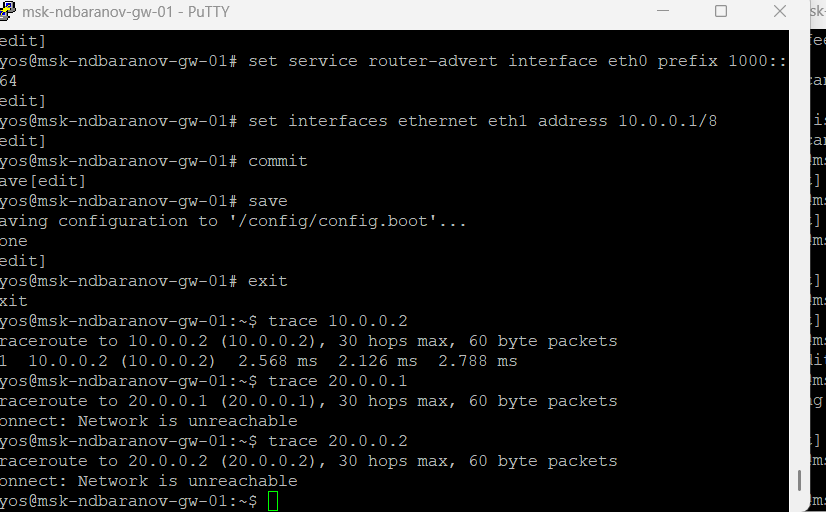 msk-ndbaranov-gw-01 - PuTTY
edit]
yos@msk-ndbaranov-gw-01# set service router-advert interface eth0 prefix 1000::
64
edit]
yos@msk-ndbaranov-gw-01# set interfaces ethernet eth1 address 10.0.0.1/8
edit]
yos@msk-ndbaranov-gw-01# commit
ave[edit]
yos@msk-ndbaranov-gw-01# save
aving configuration to '/config/config.boot'...
one
edit]
yos@msk-ndbaranov-gw-01# exit
xit
yos@msk-ndbaranov-gw-01:~$ trace 10.0.0.2
raceroute to 10.0.0.2 (10.0.0.2), 30 hops max, 60 byte packets
1  10.0.0.2 (10.0.0.2)  2.568 ms  2.126 ms  2.788 ms
yos@msk-ndbaranov-gw-01:~$ trace 20.0.0.1
raceroute to 20.0.0.1 (20.0.0.1), 30 hops max, 60 byte packets
onnect: Network is unreachable
yos@msk-ndbaranov-gw-01:~$ trace 20.0.0.2
raceroute to 20.0.0.2 (20.0.0.2), 30 hops max, 60 byte packets
onnect: Network is unreachable
yos@msk-ndbaranov-gw-01:~$